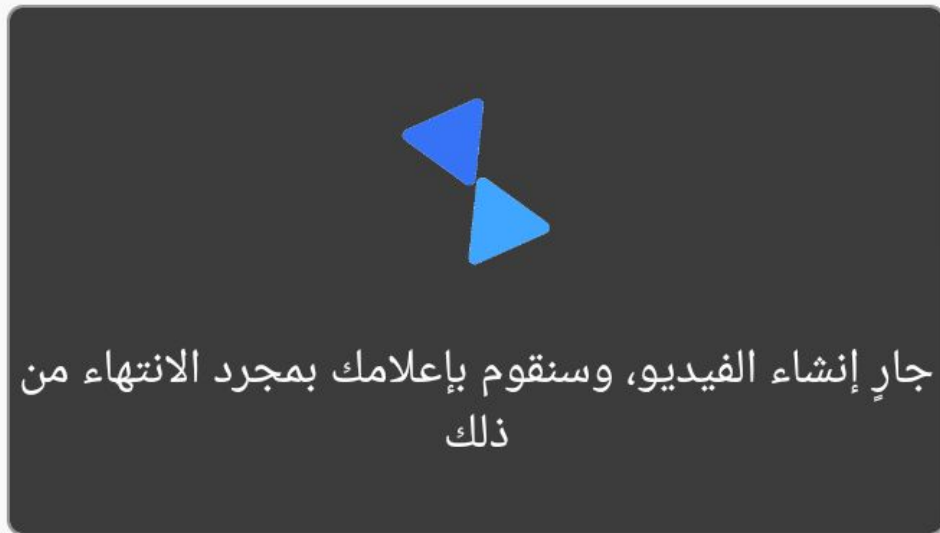 جارٍ إنشاء الفيديو، وسنقوم بإعلامك بمجرد الانتهاء من
ذلك